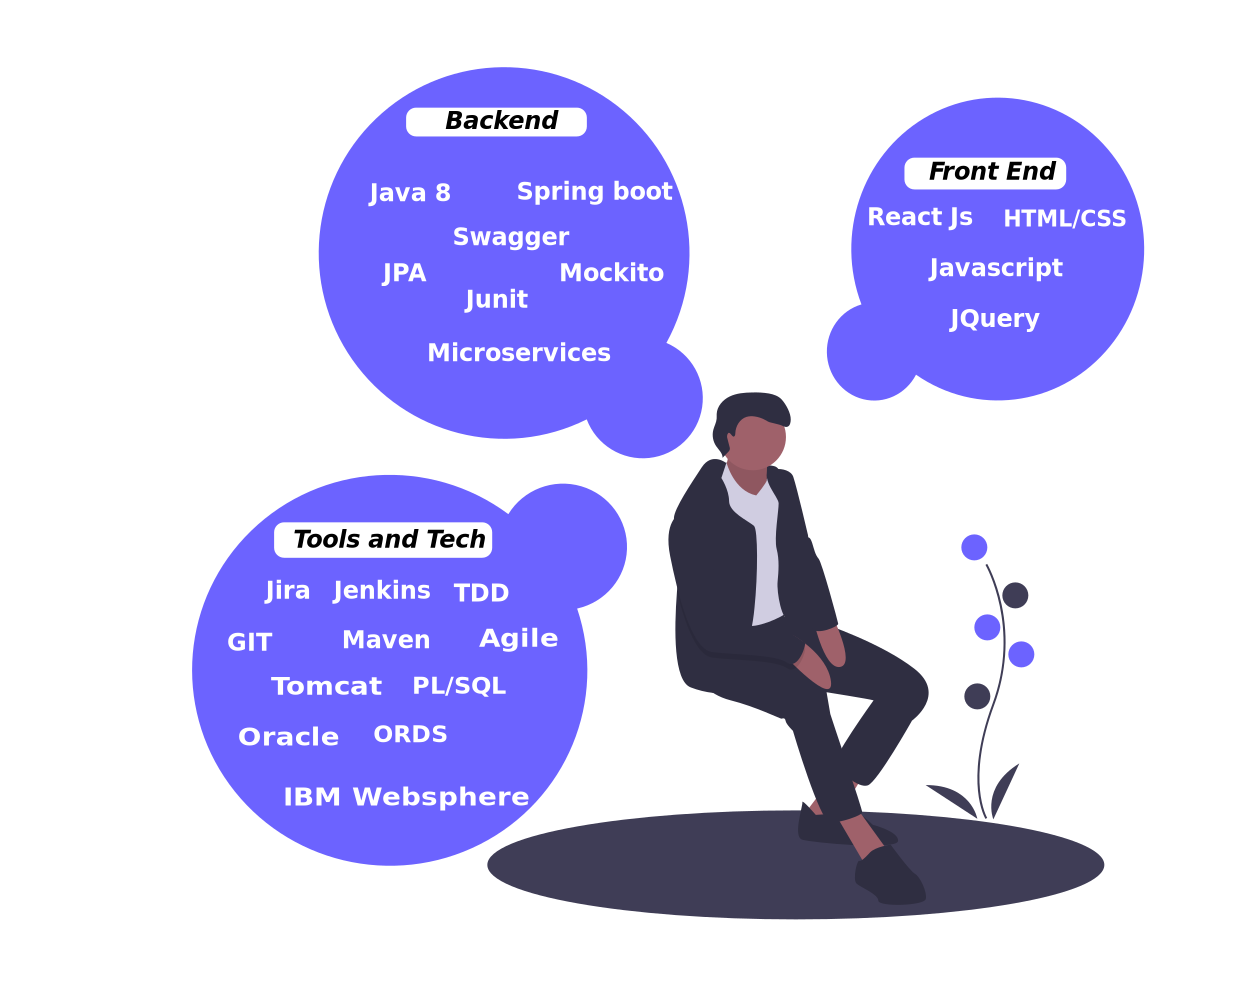 Backend
Java 8 Spring boot
Swagger
JPA Mockito
Junit
Microservices
Front End
React Js HTML/CSS
Javascript
JQuery
Tools and Tech
Jira Jenkins TDD
GIT Maven Agile
Tomcat PL/SQL
Oracle ORDS
IBM Websphere